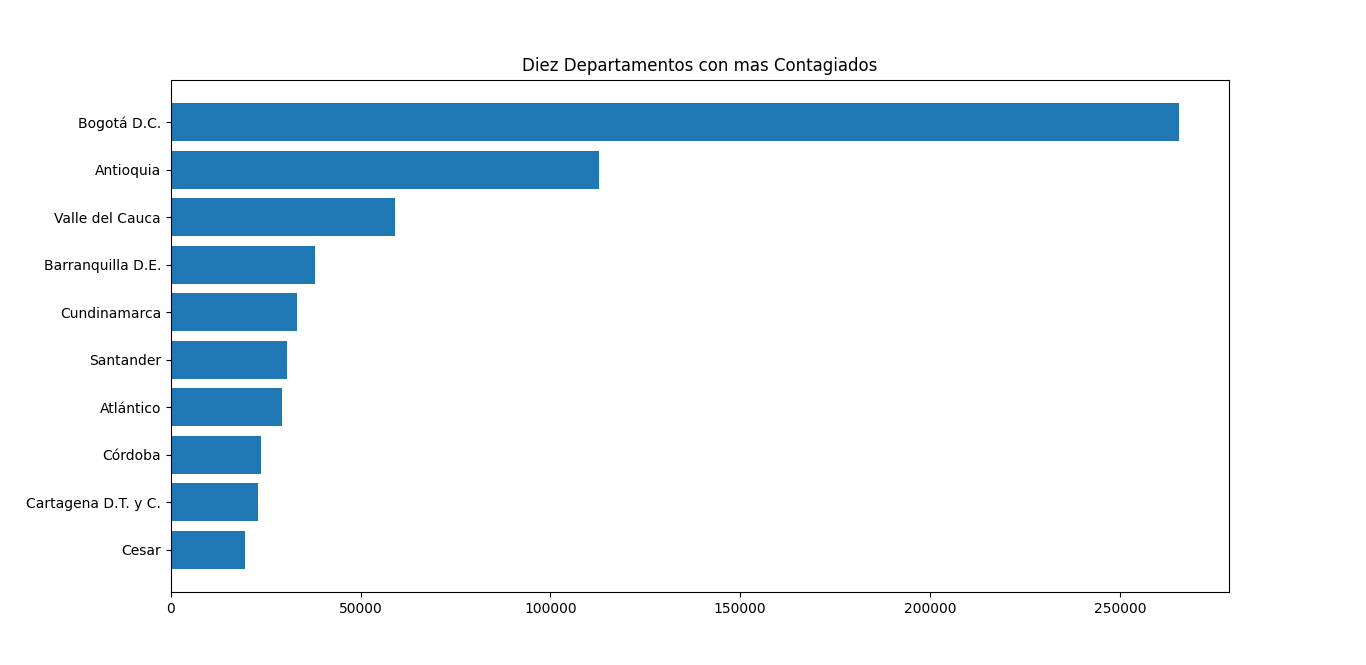 Diez Departamentos con mas Contagiados
Bogotá D.C.
Antioquia
Valle del Cauca
Barranquilla D.E.
Cundinamarca
Santander
Atlántico
Córdoba
Cartagena D.T. y C.
Cesar
0 50000 100000 150000 200000 250000